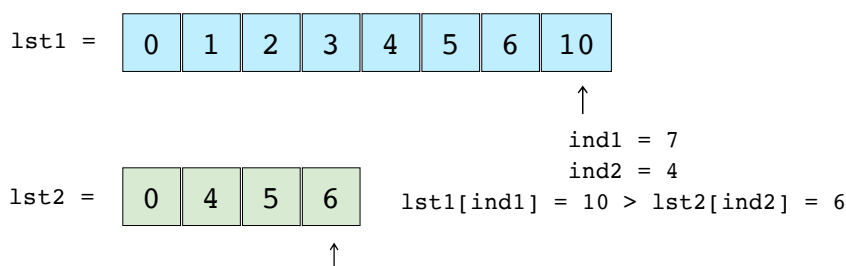 lst1 = 0 1 2 3 4 5 6 10
ind1 = 7
ind2 = 4
lst2 = 0 4 5 6
lst1[ind1] = 10 > lst2[ind2] = 6